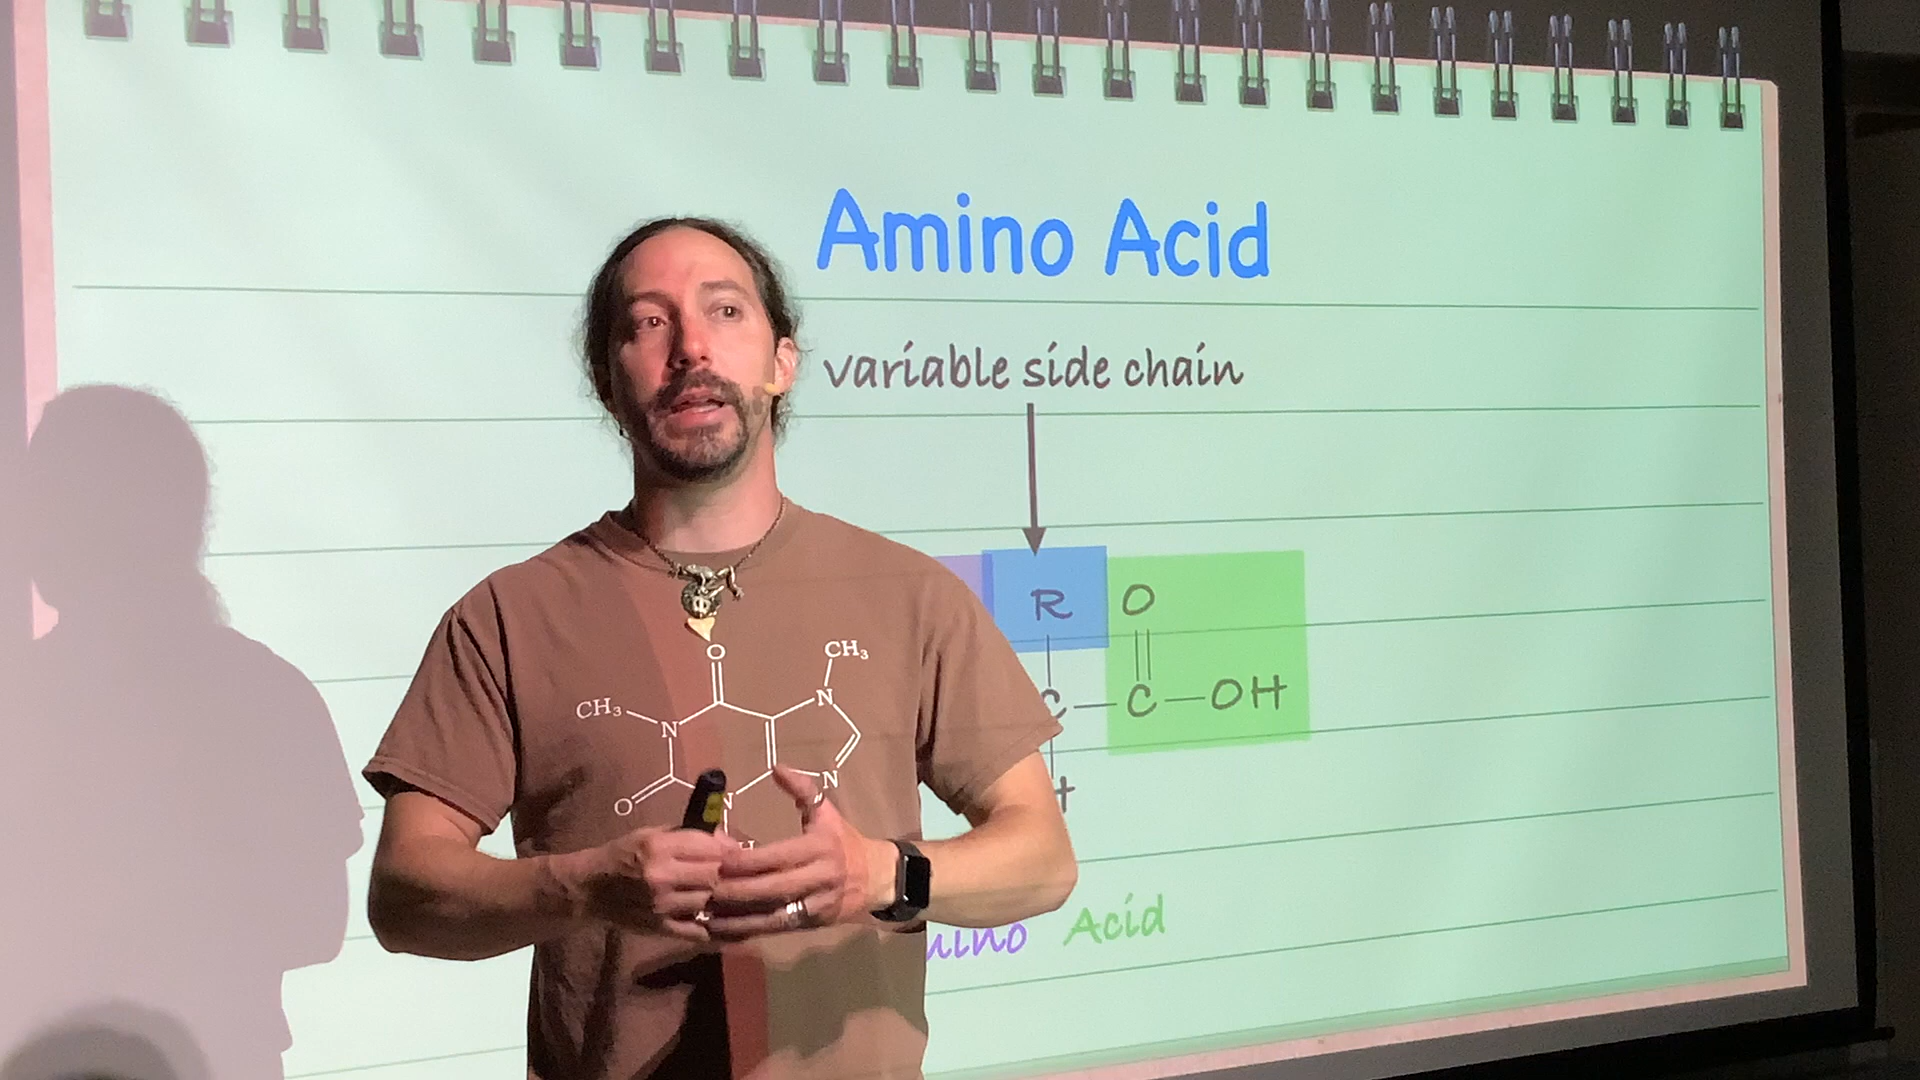 Amino Acid
variable side chain
R O
C—C—OH
Acid
O CH₃
CH₃ N N
O N N
H